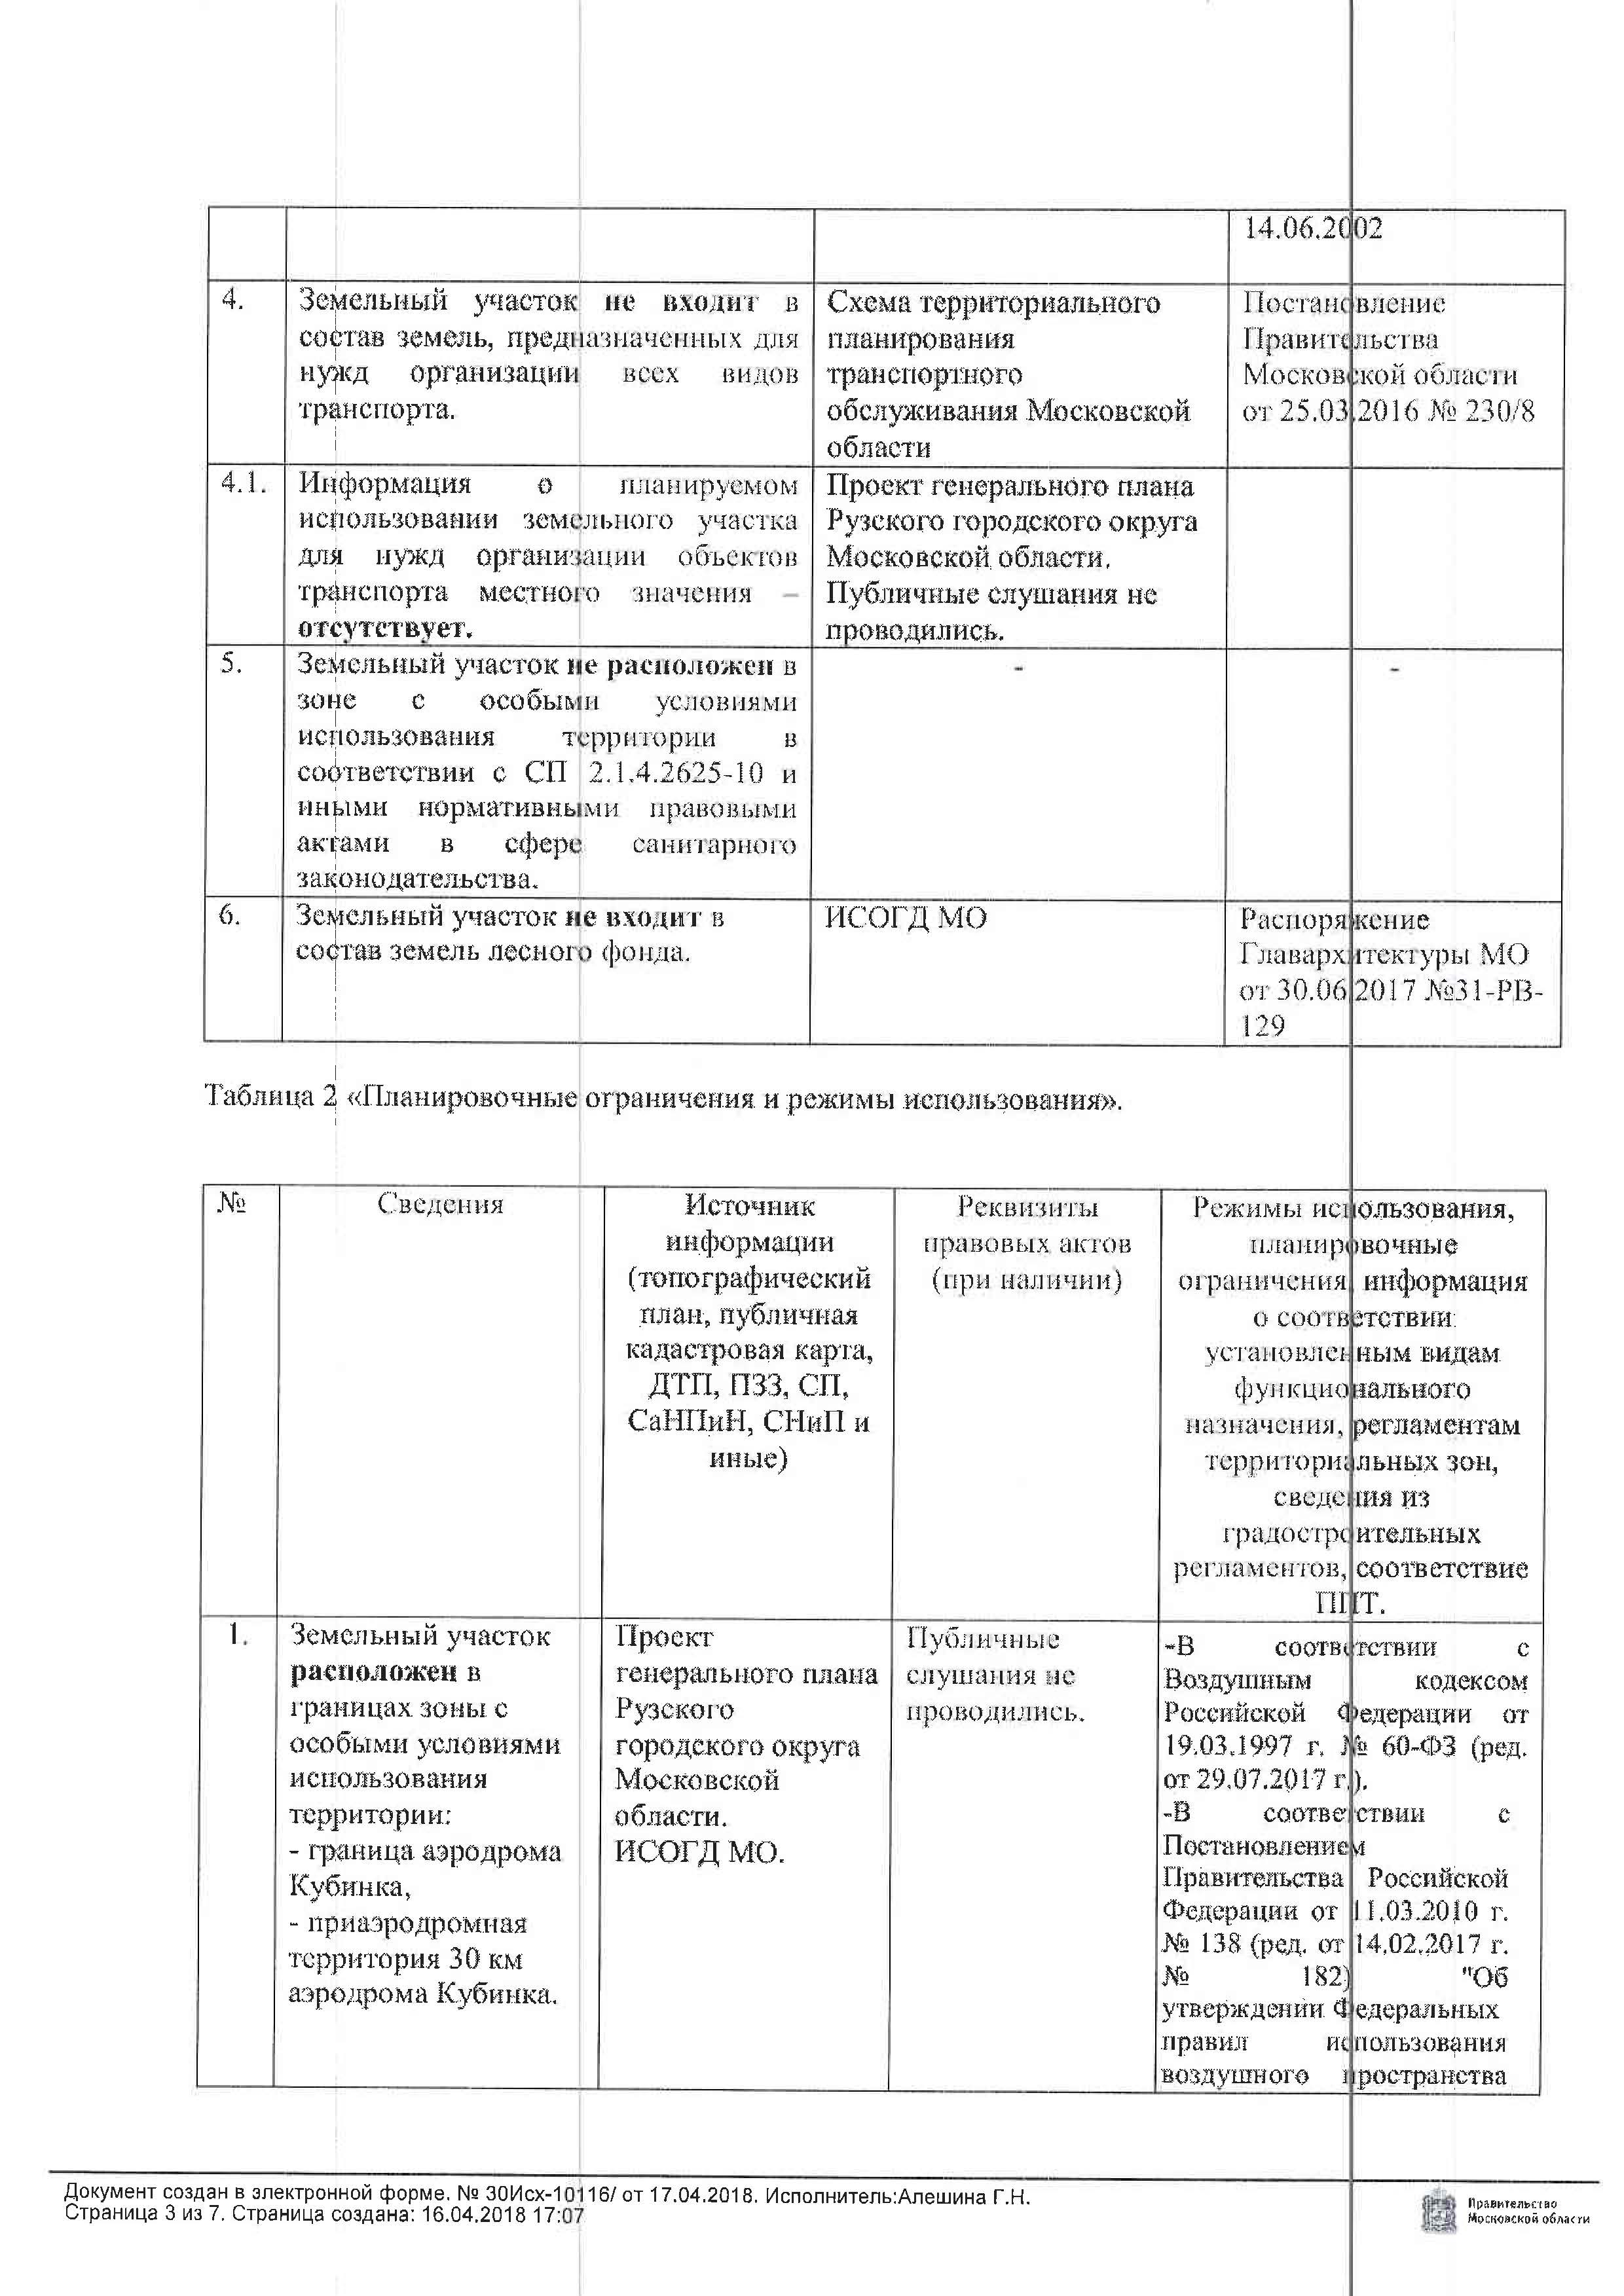 14.06.2002
4.
Земельный участок не входит в
состав земель, предназначенных для
нужд организации всех видов
транспорта.
Схема территориального
планирования
транспортного
обслуживания Московской
области
Постановление
Правительства
Московской области
от 25.03.2016 № 230/8
4.1.
Информация о планируемом
использовании земельного участка
для нужд организации объектов
транспорта местного значения –
отсутствует.
Проект генерального плана
Рузского городского округа
Московской области.
Публичные слушания не
проводились.
5.
Земельный участок не расположен в
зоне с особыми условиями
использования территории в
соответствии с СП 2.1.4.2625-10 и
иными нормативными правовыми
актами в сфере санитарного
законодательства.
-
-
6.
Земельный участок не входит в
состав земель лесного фонда.
ИСОГД МО
Распоряжение
Главархитектуры МО
от 30.06.2017 №31-РВ-
129
Таблица 2 «Планировочные ограничения и режимы использования».
№
Сведения
Источник
информации
(топографический
план, публичная
кадастровая карта,
ДТП, ПЗЗ, СП,
СаНПиН, СНиП и
иные)
Реквизиты
правовых актов
(при наличии)
Режимы использования,
планировочные
ограничения, информация
о соответствии
установленным видам
функционального
назначения, регламентам
территориальных зон,
сведения из
градостроительных
регламентов, соответствие
ППТ.
1.
Земельный участок
расположен в
границах зоны с
особыми условиями
использования
территории:
- граница аэродрома
Кубинка,
- приаэродромная
территория 30 км
аэродрома Кубинка.
Проект
генерального плана
Рузского
городского округа
Московской
области.
ИСОГД МО.
Публичные
слушания не
проводились.
-В соответствии с
Воздушным кодексом
Российской Федерации от
19.03.1997 г. № 60-ФЗ (ред.
от 29.07.2017 г.).
-В соответствии с
Постановлением
Правительства Российской
Федерации от 11.03.2010 г.
№ 138 (ред. от 14.02.2017 г.
№ 182) "Об
утверждении Федеральных
правил использования
воздушного пространства
Документ создан в электронной форме. № 30Исх-10116/ от 17.04.2018. Исполнитель:Алешина Г.Н.
Страница 3 из 7. Страница создана: 16.04.2018 17:07
Правительство
Московской области